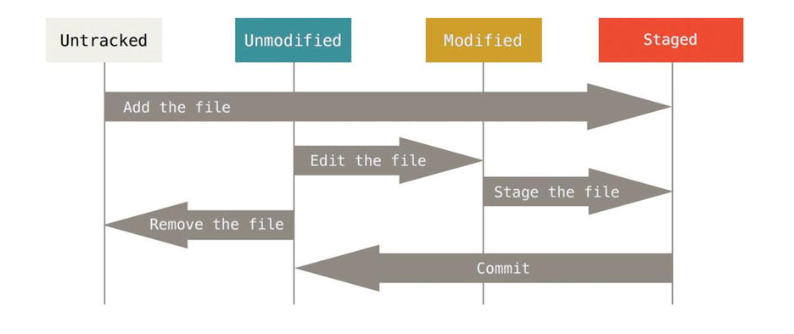 Untracked
Unmodified
Modified
Staged
Add the file
Edit the file
Stage the file
Remove the file
Commit